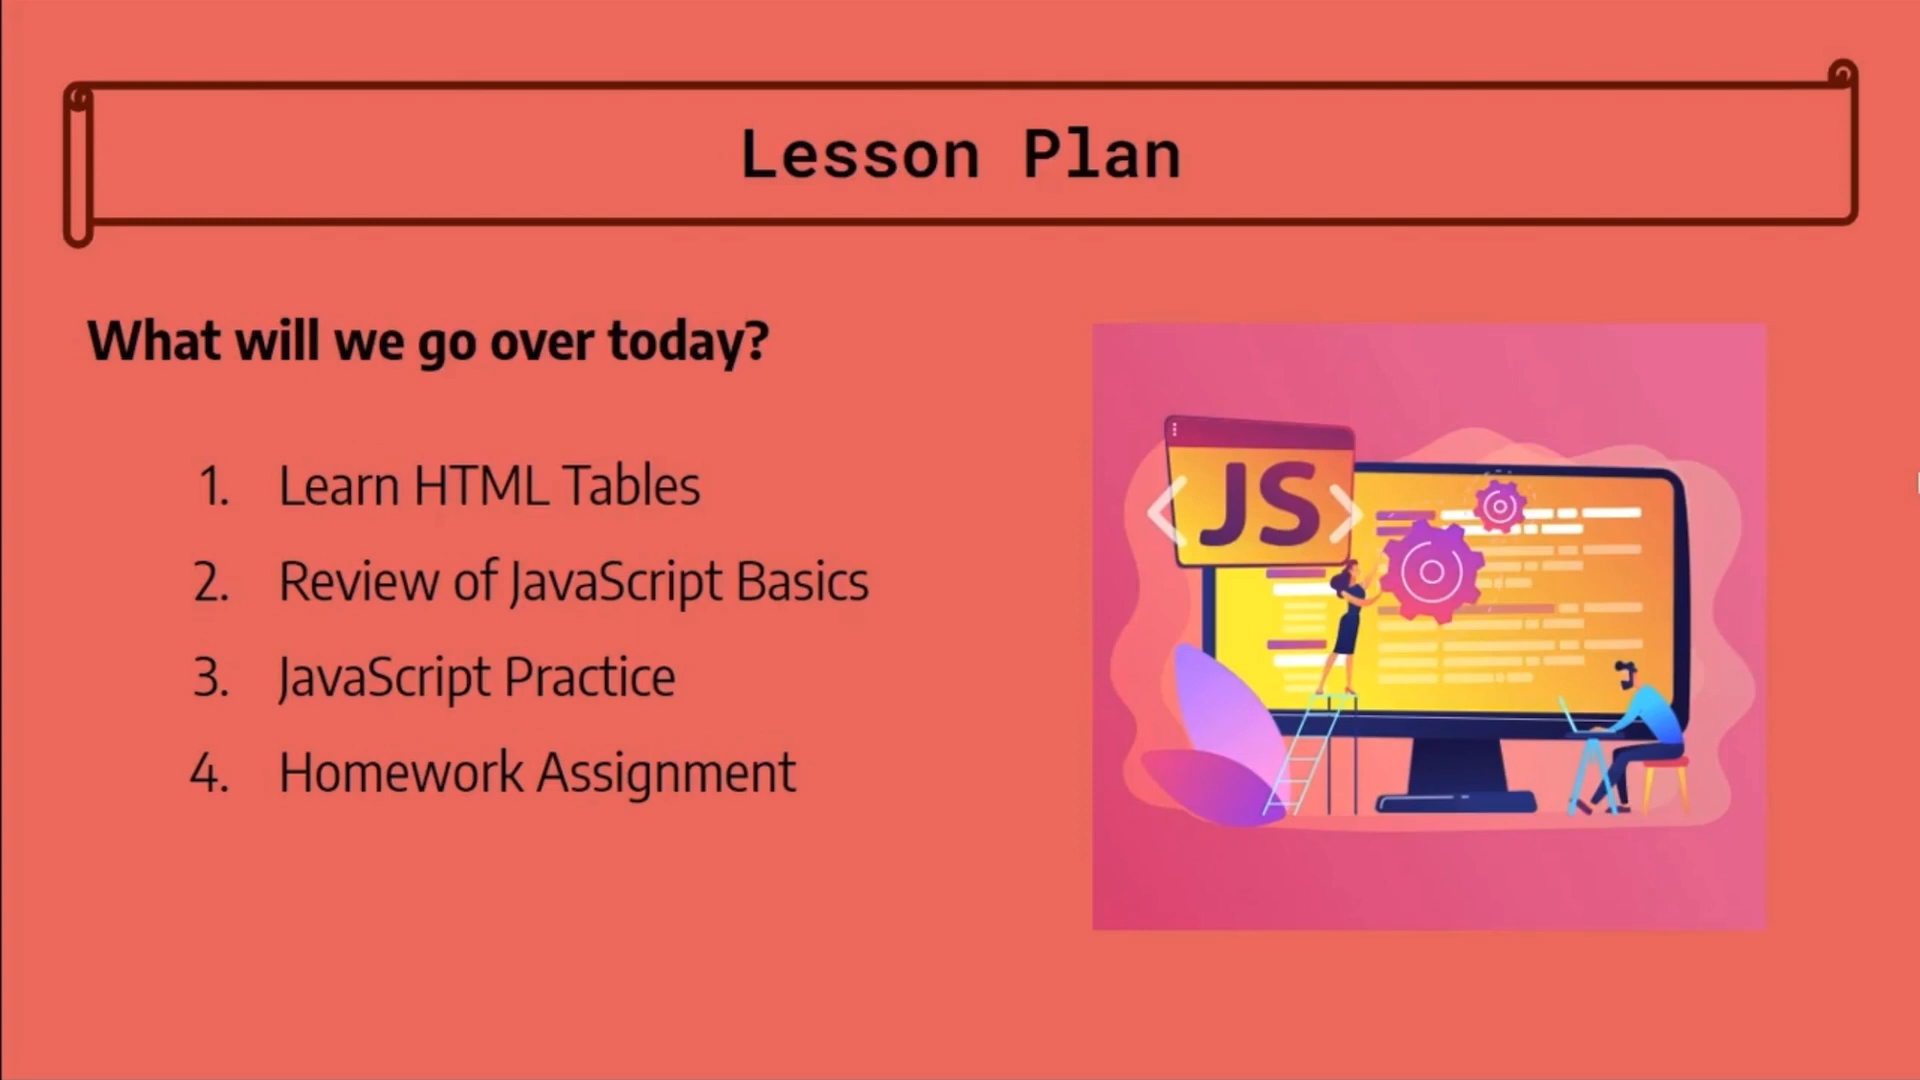 Lesson Plan
What will we go over today?
1. Learn HTML Tables
2. Review of JavaScript Basics
3. JavaScript Practice
4. Homework Assignment
< JS >